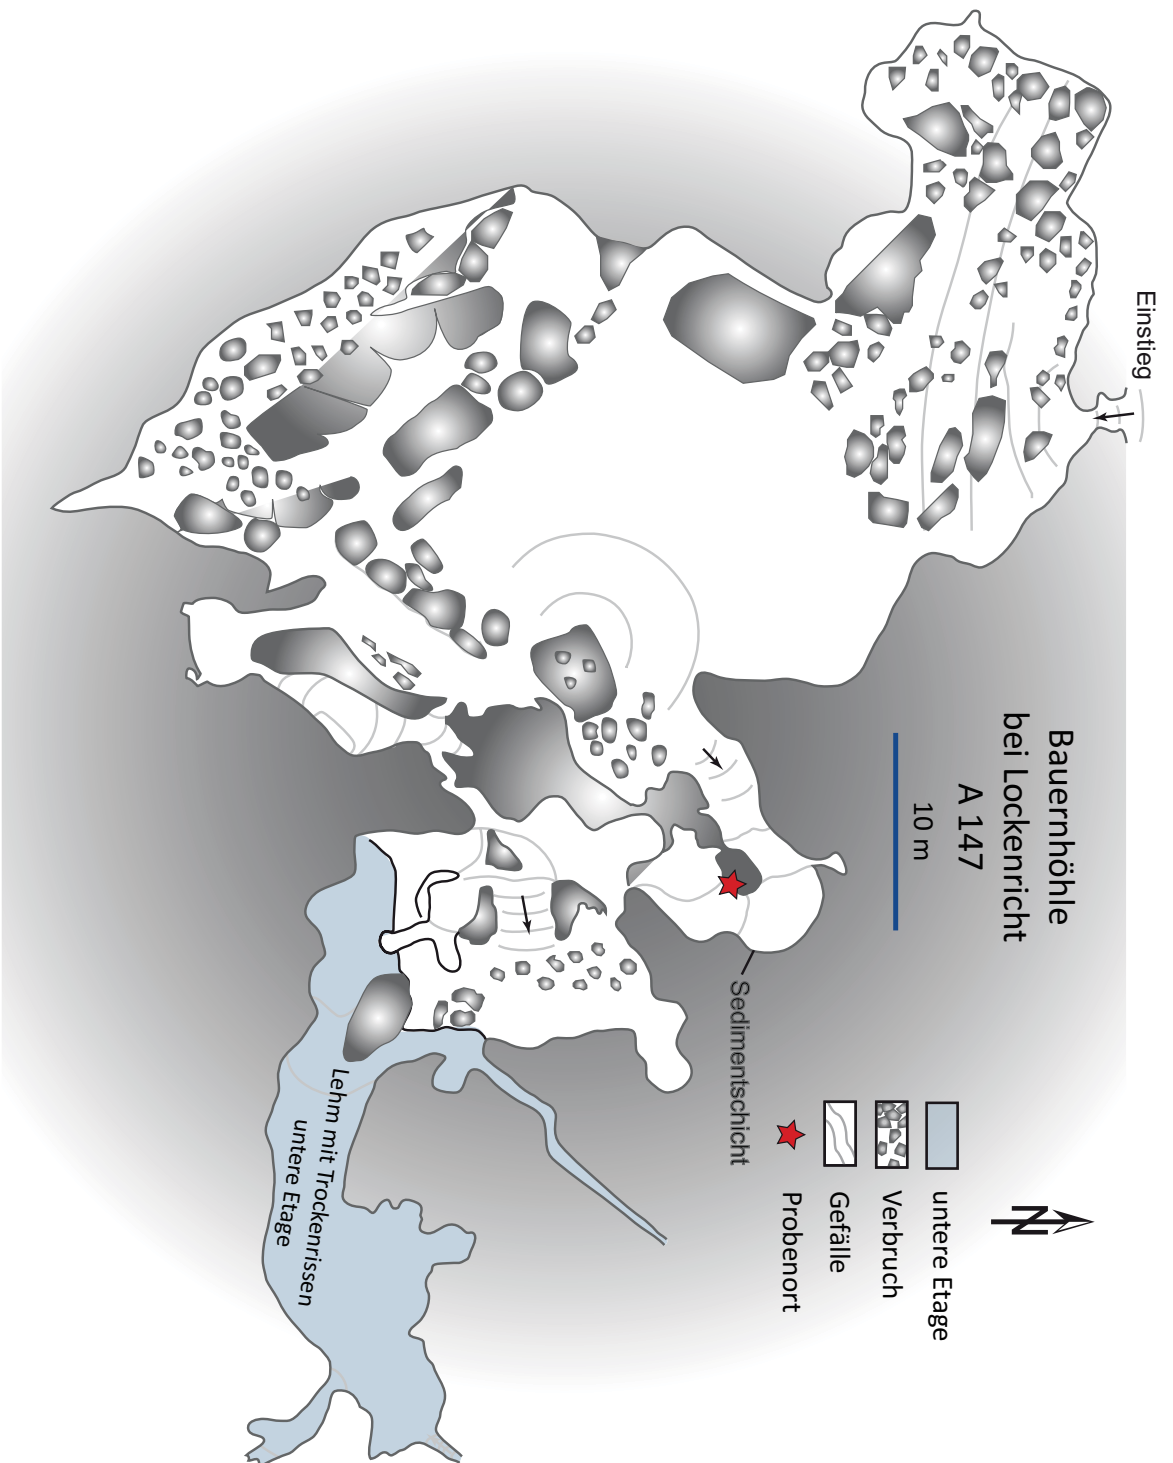 Einstieg
Bauernhöhle
bei Lockenricht
A 147
10 m
Sedimentschicht
untere Etage
Verbruch
Gefälle
Probenort
N
Lehm mit Trockenrissen
untere Etage